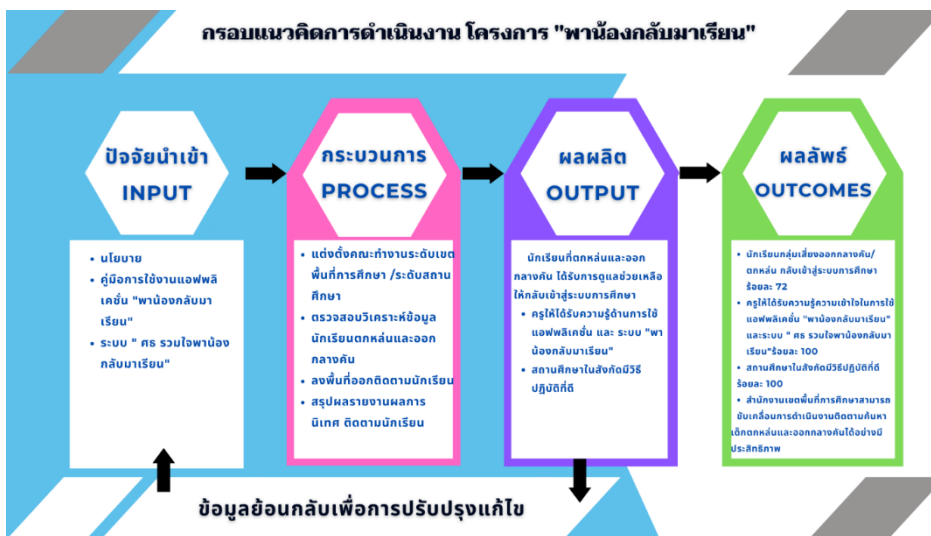 กรอบแนวคิดการดำเนินงาน โครงการ "พาน้องกลับมาเรียน"
ปัจจัยนำเข้า
INPUT
• นโยบาย
• คู่มือการใช้งานแอฟพลิ
เคชั่น "พาน้องกลับมา
เรียน"
• ระบบ " ศธ รวมใจพาน้อง
กลับมาเรียน"
กระบวนการ
PROCESS
• แต่งตั้งคณะทำงานระดับเขต
พื้นที่การศึกษา /ระดับสถาน
ศึกษา
• ตรวจสอบวิเคราะห์ข้อมูล
นักเรียนตกหล่นและออก
กลางคัน
• ลงพื้นที่ออกติดตามนักเรียน
• สรุปผลรายงานผลการ
นิเทศ ติดตามนักเรียน
ผลผลิต
OUTPUT
นักเรียนที่ตกหล่นและออก
กลางคัน ได้รับการดูแลช่วยเหลือ
ให้กลับเข้าสู่ระบบการศึกษา
• ครูให้ได้รับความรู้ด้านการใช้
แอฟพลิเคชั่น และ ระบบ "พา
น้องกลับมาเรียน"
• สถานศึกษาในสังกัดมีวิธี
ปฏิบัติที่ดี
ผลลัพธ์
OUTCOMES
• นักเรียนกลุ่มเสี่ยงออกกลางคัน/
ตกหล่น กลับเข้าสู่ระบบการศึกษา
ร้อยละ 72
• ครูให้ได้รับความรู้ความเข้าใจในการใช้
แอฟพลิเคชั่น "พาน้องกลับมาเรียน"
และระบบ " ศธ รวมใจพาน้องกลับมา
เรียน"ร้อยละ 100
• สถานศึกษาในสังกัดมีวิธีปฏิบัติที่ดี
ร้อยละ 100
• สำนักงานเขตพื้นที่การศึกษาสามารถ
ขับเคลื่อนการดำเนินงานติดตามค้นหา
เด็กตกหล่นและออกกลางคันได้อย่างมี
ประสิทธิภาพ
ข้อมูลย้อนกลับเพื่อการปรับปรุงแก้ไข